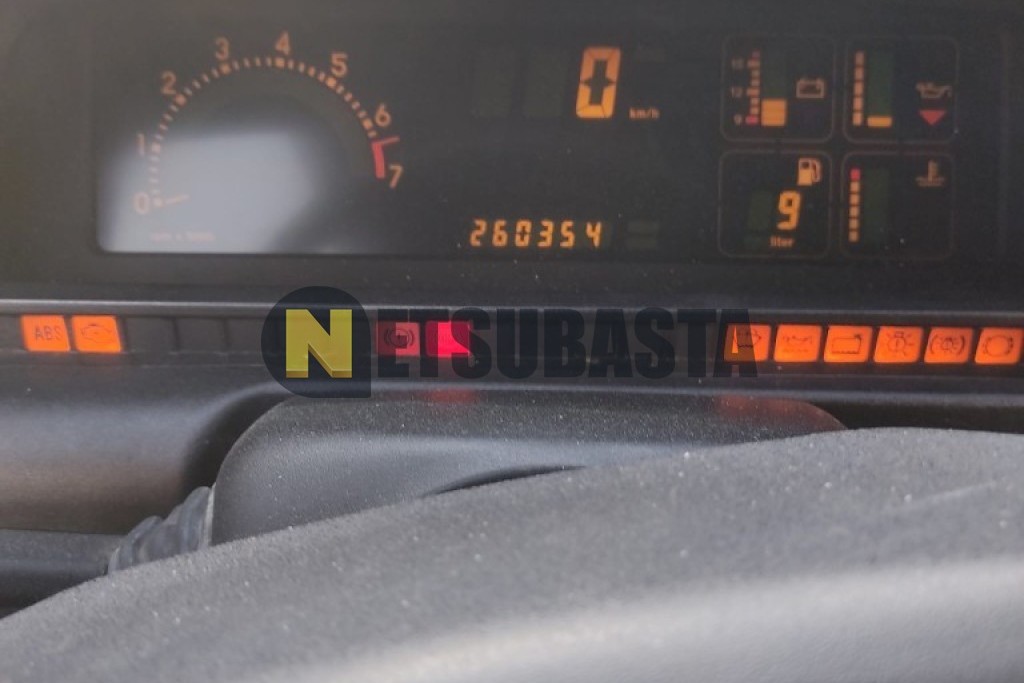 0 1 2 3 4 5 6 7
0 km/h
9
liter
260354
ABS
NETSUBASTA